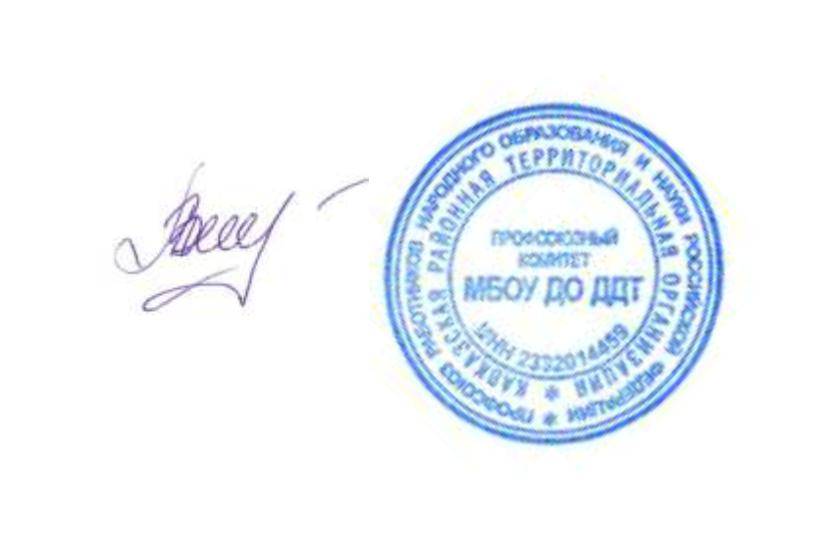 ПРОФСОЮЗ РАБОТНИКОВ НАРОДНОГО ОБРАЗОВАНИЯ И НАУКИ РОССИЙСКОЙ ФЕДЕРАЦИИ *
КАВКАЗСКАЯ РАЙОННАЯ ТЕРРИТОРИАЛЬНАЯ ОРГАНИЗАЦИЯ *
ПРОФСОЮЗНЫЙ
КОМИТЕТ
МБОУ ДО ДДТ
ИНН 2332014459